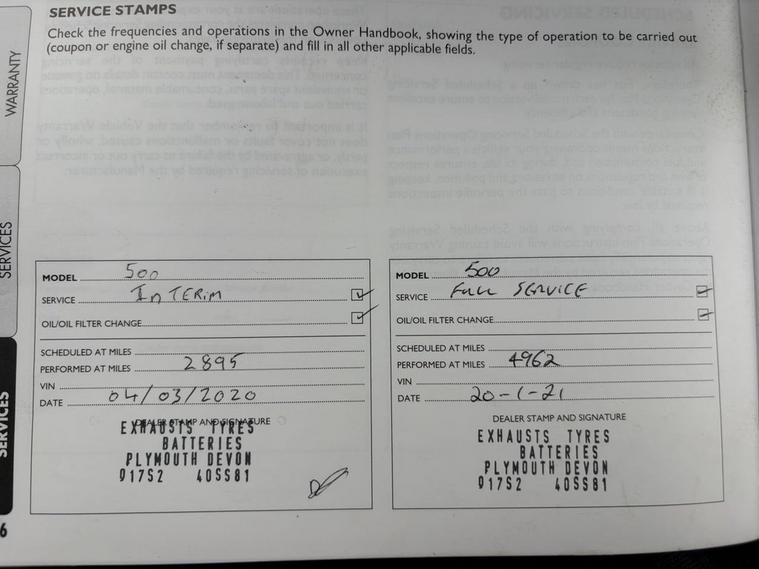 SERVICE STAMPS
Check the frequencies and operations in the Owner Handbook, showing the type of operation to be carried out
(coupon or engine oil change, if separate) and fill in all other applicable fields.
WARRANTY
SERVICES
SERVICES
6
MODEL 500
SERVICE INTERIM
OIL/OIL FILTER CHANGE
SCHEDULED AT MILES
PERFORMED AT MILES 2895
VIN
DATE 04/03/2020
DEALER STAMP AND SIGNATURE
EXHAUSTS TYRES
BATTERIES
PLYMOUTH DEVON
917S2 40SS81
MODEL 500
SERVICE FULL SERVICE
OIL/OIL FILTER CHANGE
SCHEDULED AT MILES
PERFORMED AT MILES 4962
VIN
DATE 20-1-21
DEALER STAMP AND SIGNATURE
EXHAUSTS TYRES
BATTERIES
PLYMOUTH DEVON
917S2 40SS81